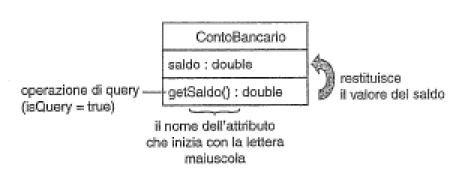 ContoBancario
saldo : double
getSaldo() : double
operazione di query
(isQuery = true)
restituisce
il valore del saldo
il nome dell'attributo
che inizia con la lettera
maiuscola